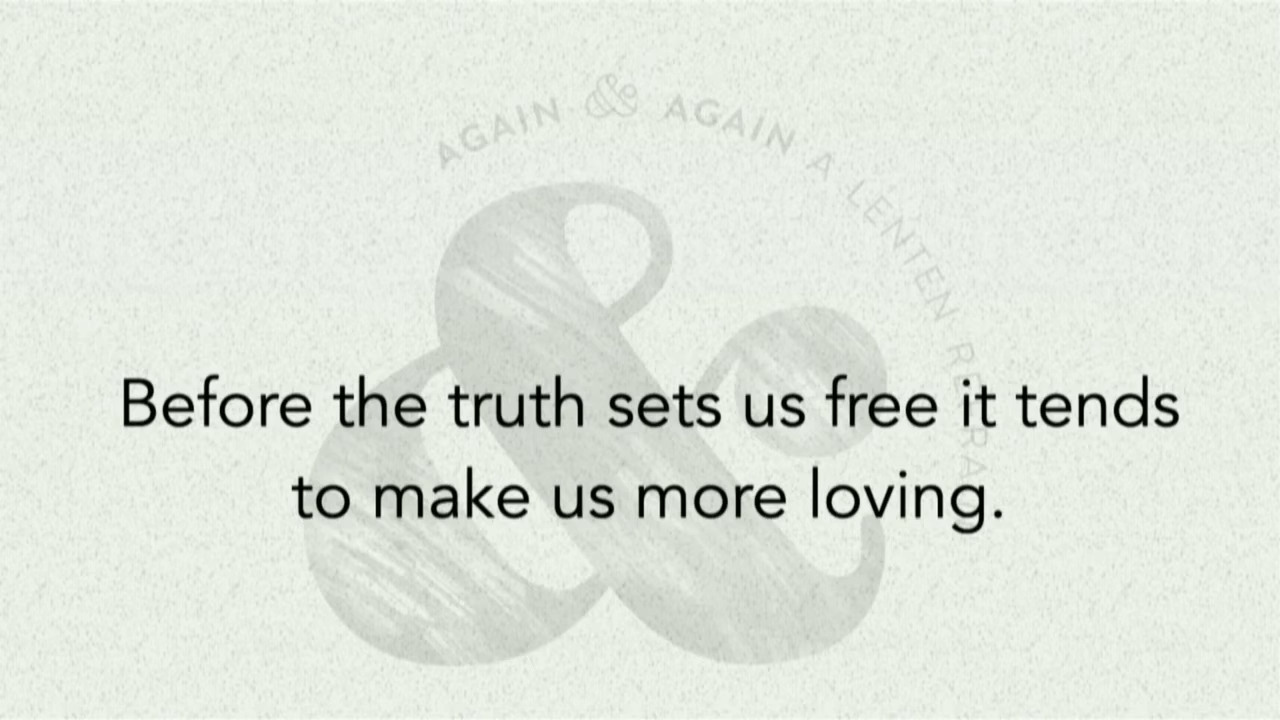 AGAIN & AGAIN A LENTEN
Before the truth sets us free it tends
to make us more loving.